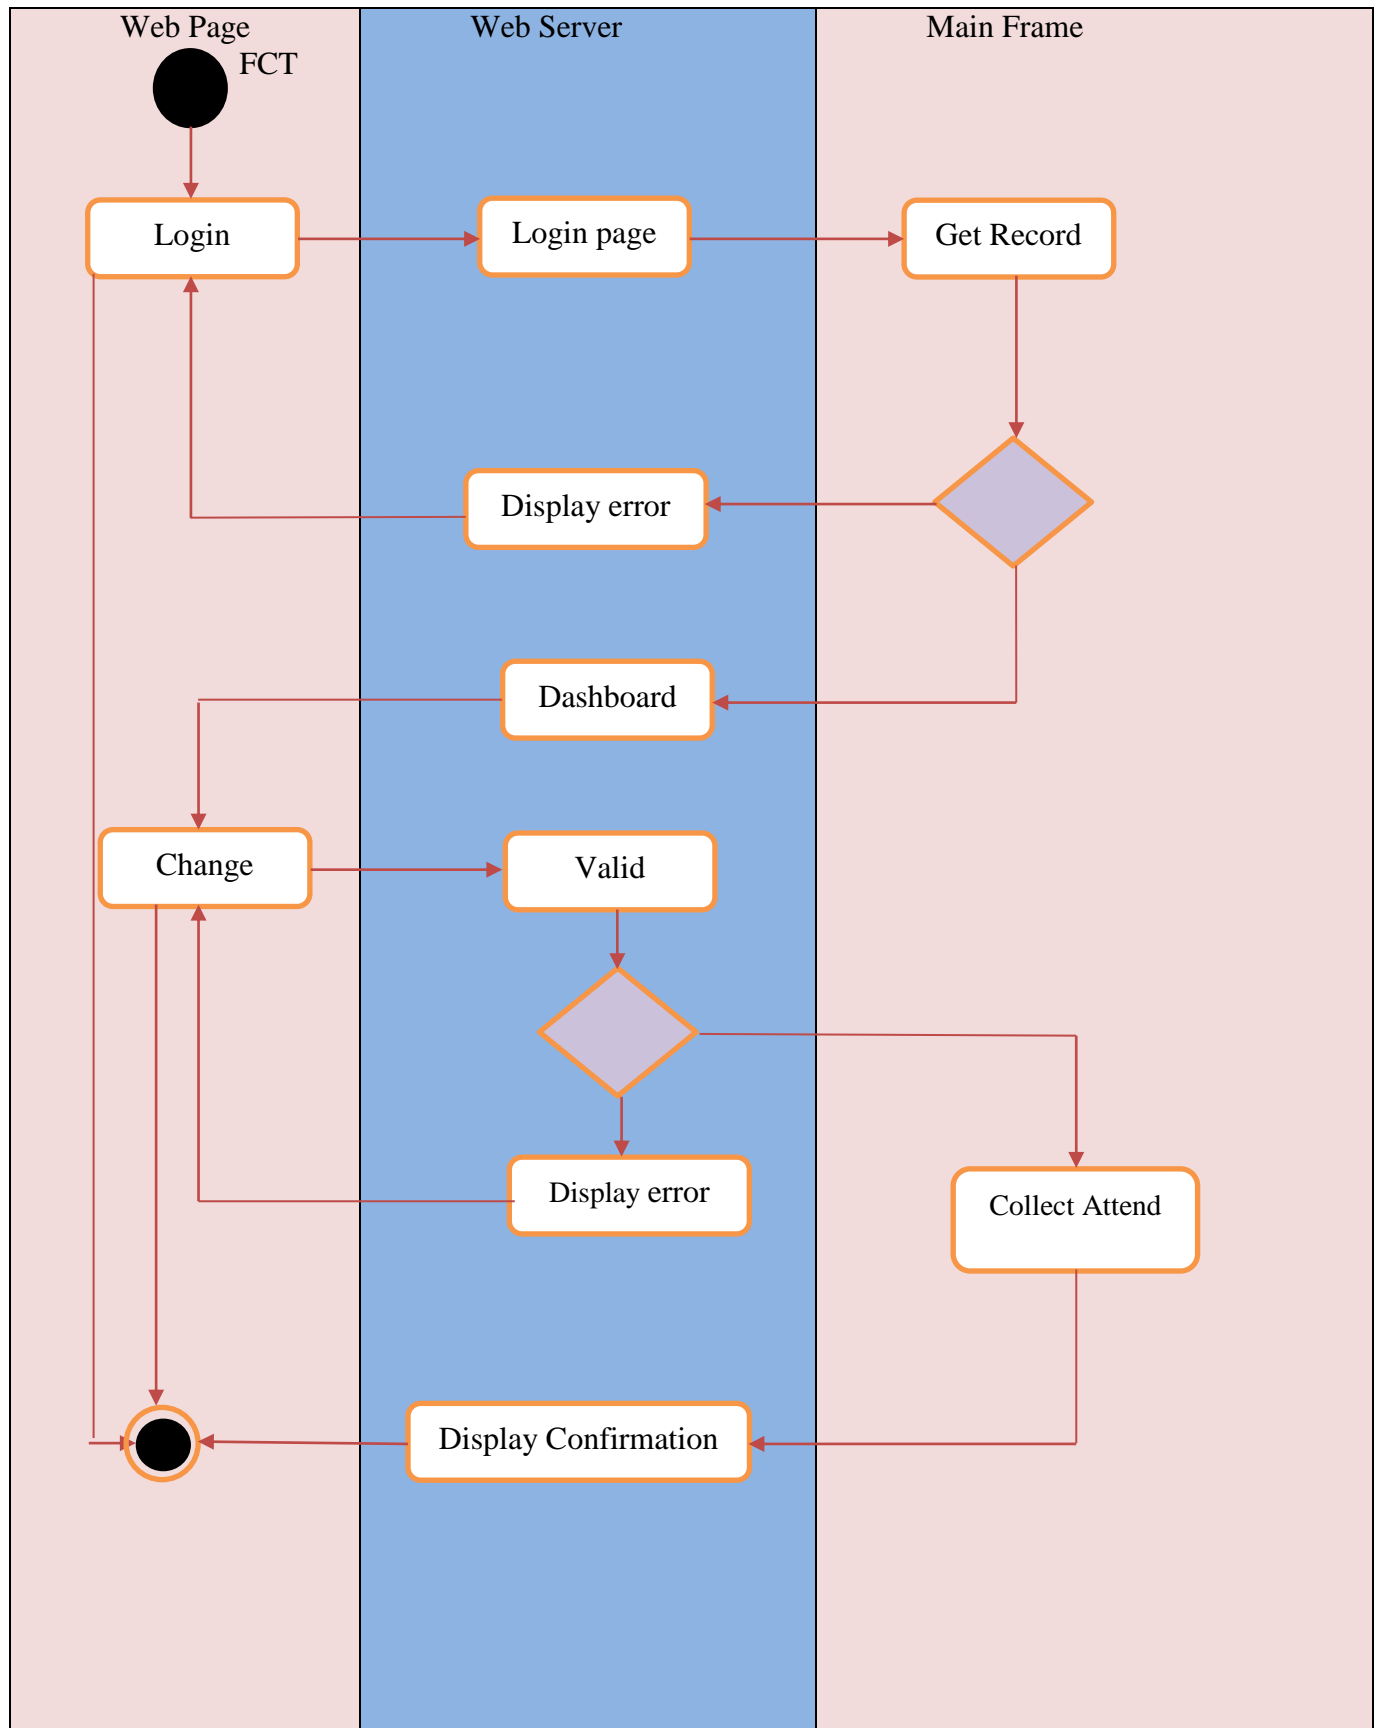 Web Page
Web Server
Main Frame
FCT
Login
Login page
Get Record
Display error
Dashboard
Change
Valid
Display error
Collect Attend
Display Confirmation